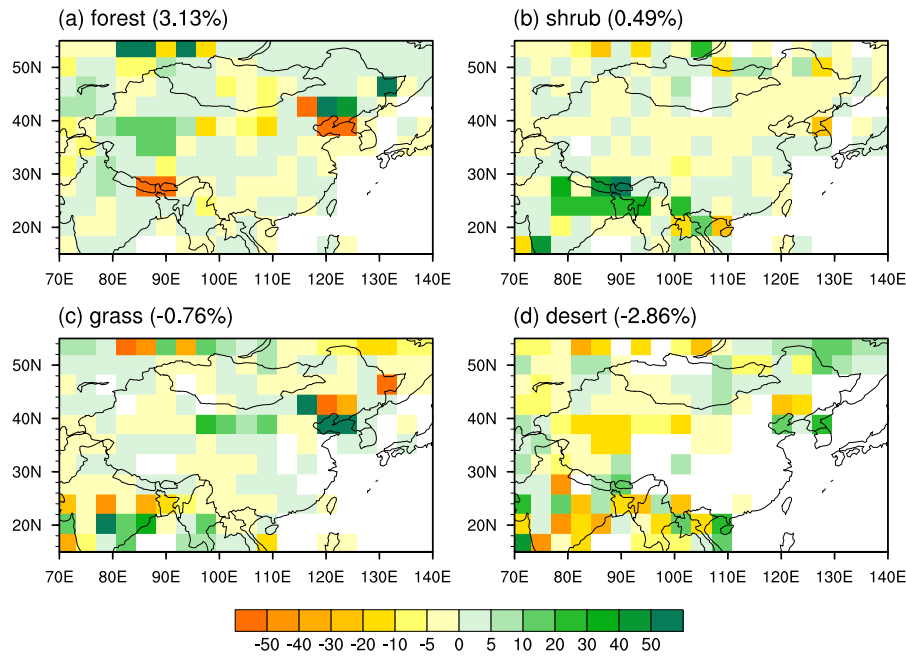 (a) forest (3.13%)
(b) shrub (0.49%)
50N
40N
30N
20N
70E 80E 90E 100E 110E 120E 130E 140E
50N
40N
30N
20N
70E 80E 90E 100E 110E 120E 130E 140E
(c) grass (-0.76%)
(d) desert (-2.86%)
50N
40N
30N
20N
70E 80E 90E 100E 110E 120E 130E 140E
50N
40N
30N
20N
70E 80E 90E 100E 110E 120E 130E 140E
-50 -40 -30 -20 -10 -5 0 5 10 20 30 40 50